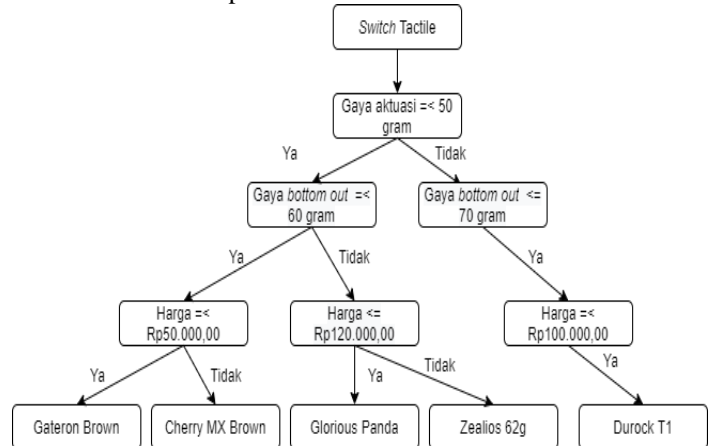 Switch Tactile
Gaya aktuasi =< 50
gram
Ya
Tidak
Gaya bottom out =<
60 gram
Gaya bottom out <=
70 gram
Ya
Tidak
Ya
Harga =<
Rp50.000,00
Harga <=
Rp120.000,00
Harga =<
Rp100.000,00
Ya
Tidak
Ya
Tidak
Ya
Gateron Brown
Cherry MX Brown
Glorious Panda
Zealios 62g
Durock T1